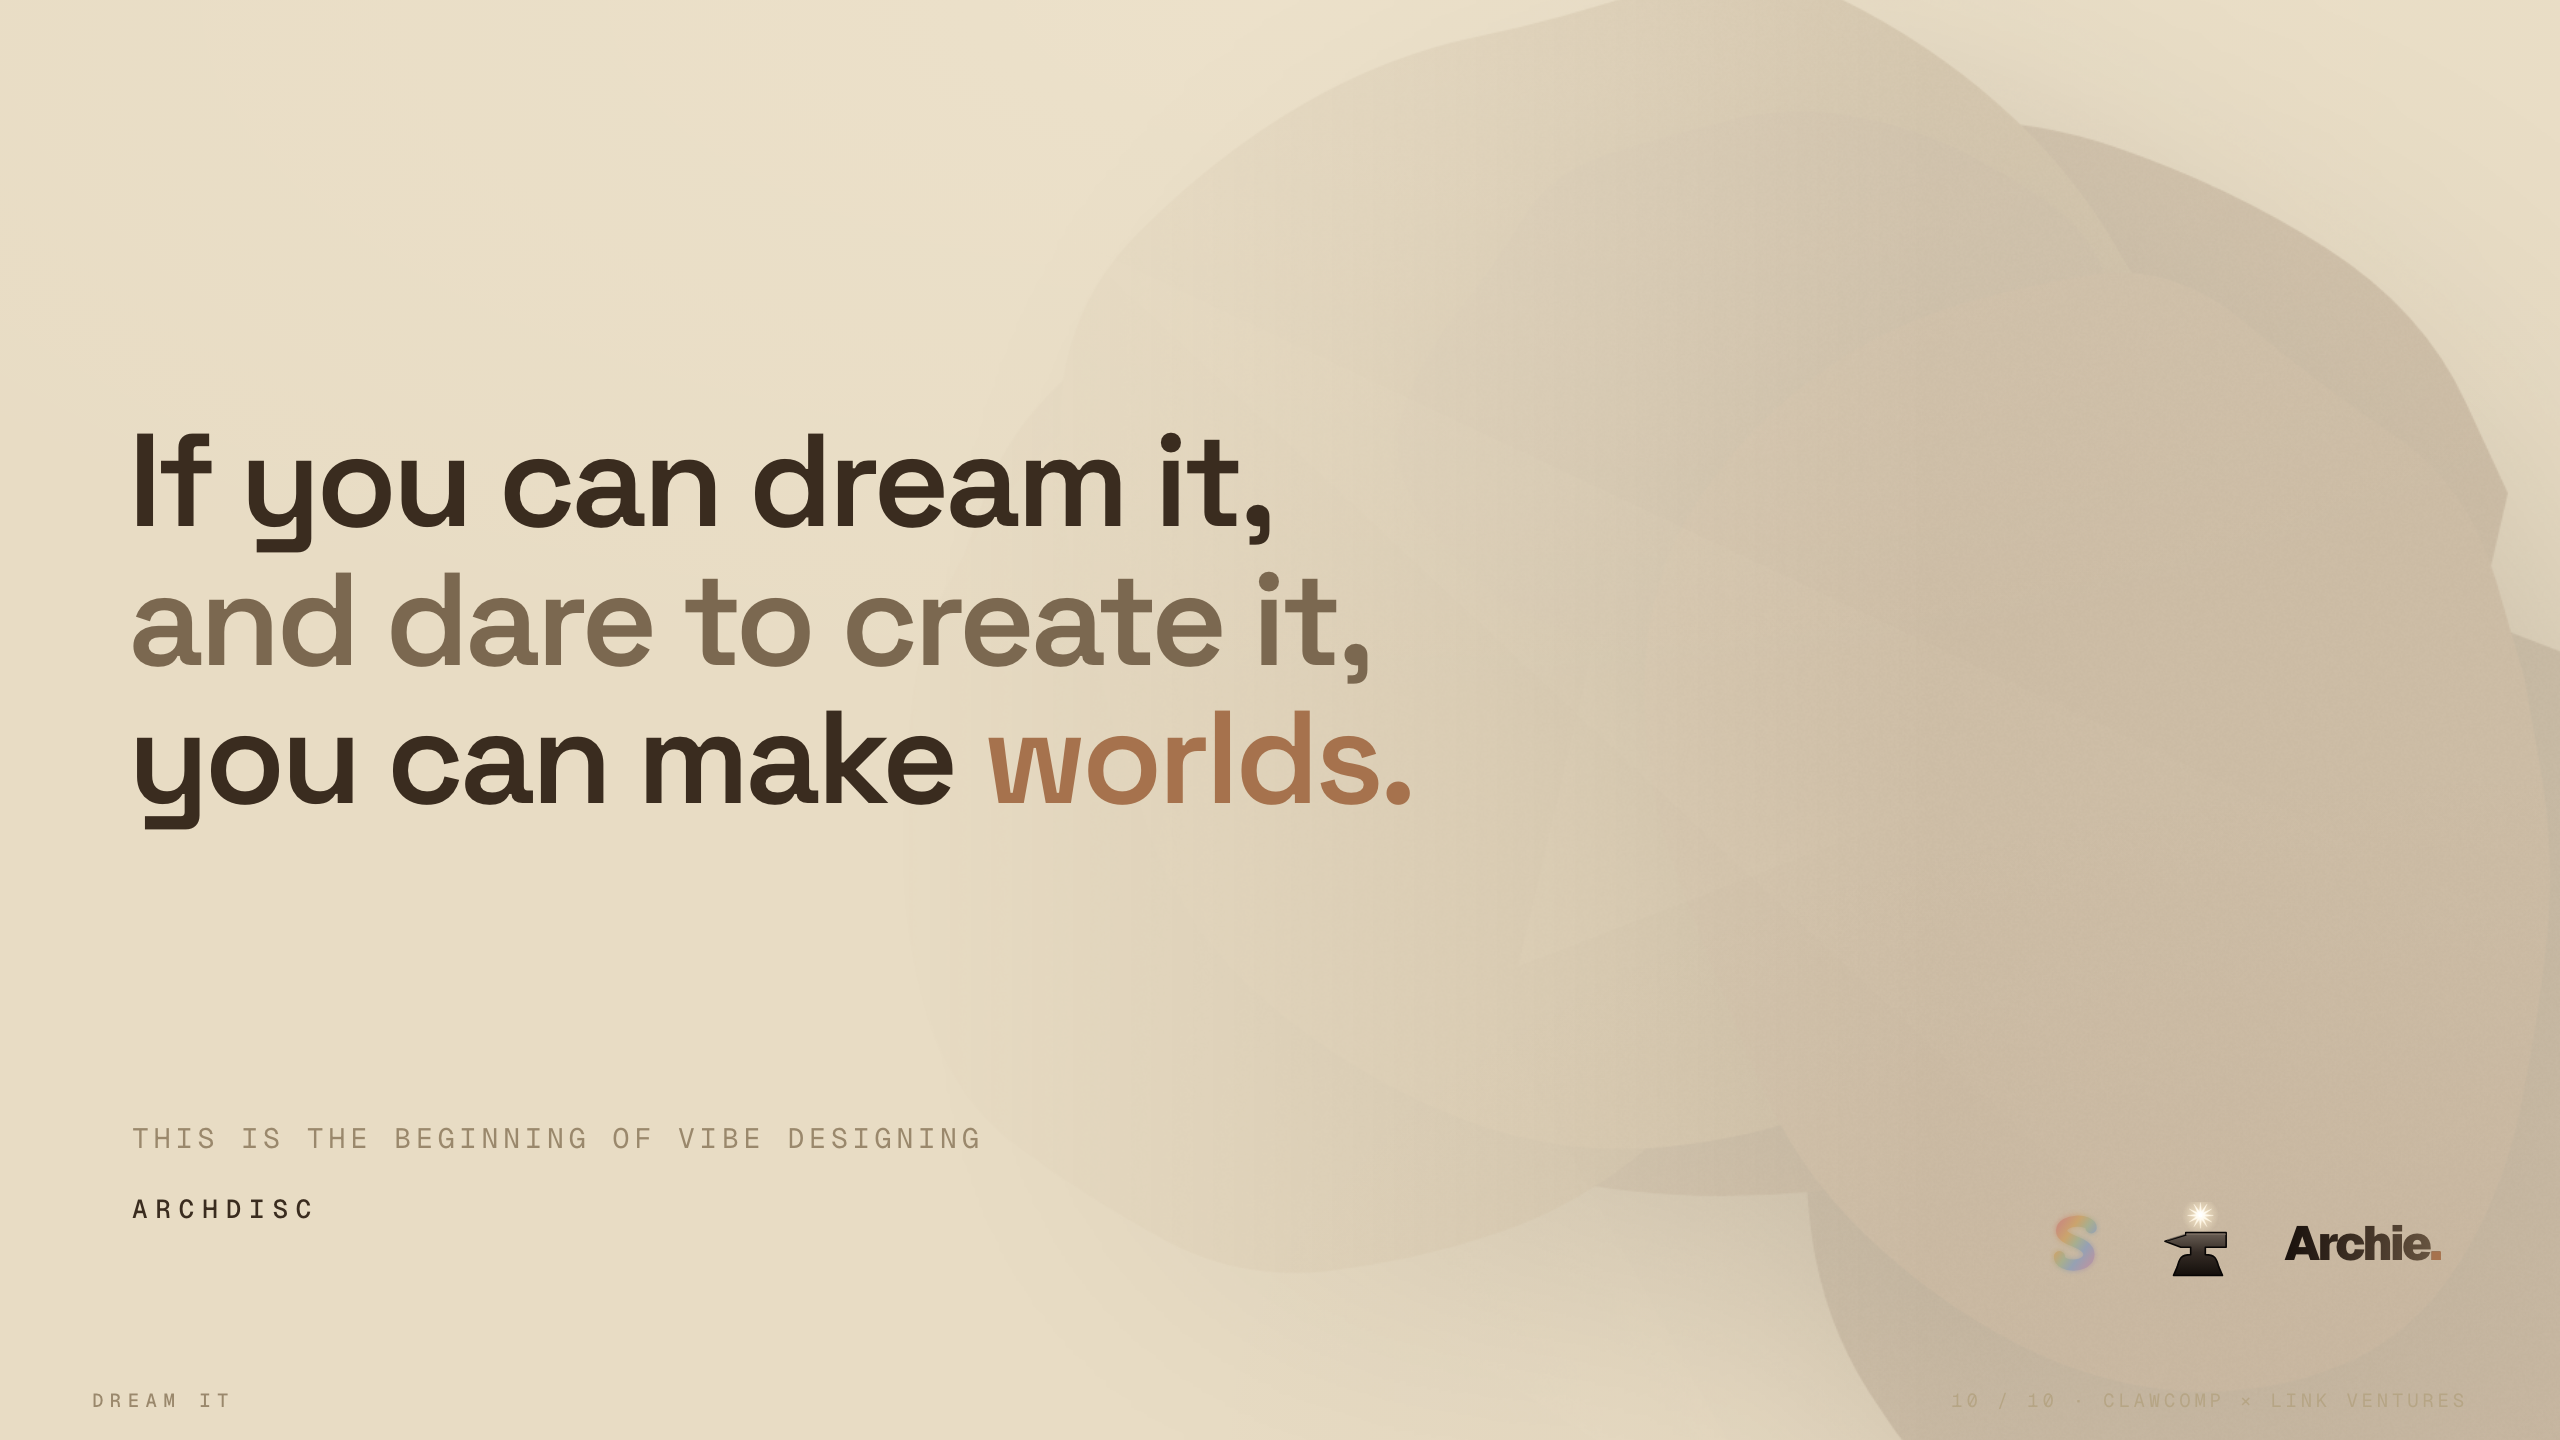 If you can dream it,
and dare to create it,
you can make worlds.
THIS IS THE BEGINNING OF VIBE DESIGNING
ARCHDISC
S
Archie.
DREAM IT
10 / 10 · CLAWCOMP × LINK VENTURES